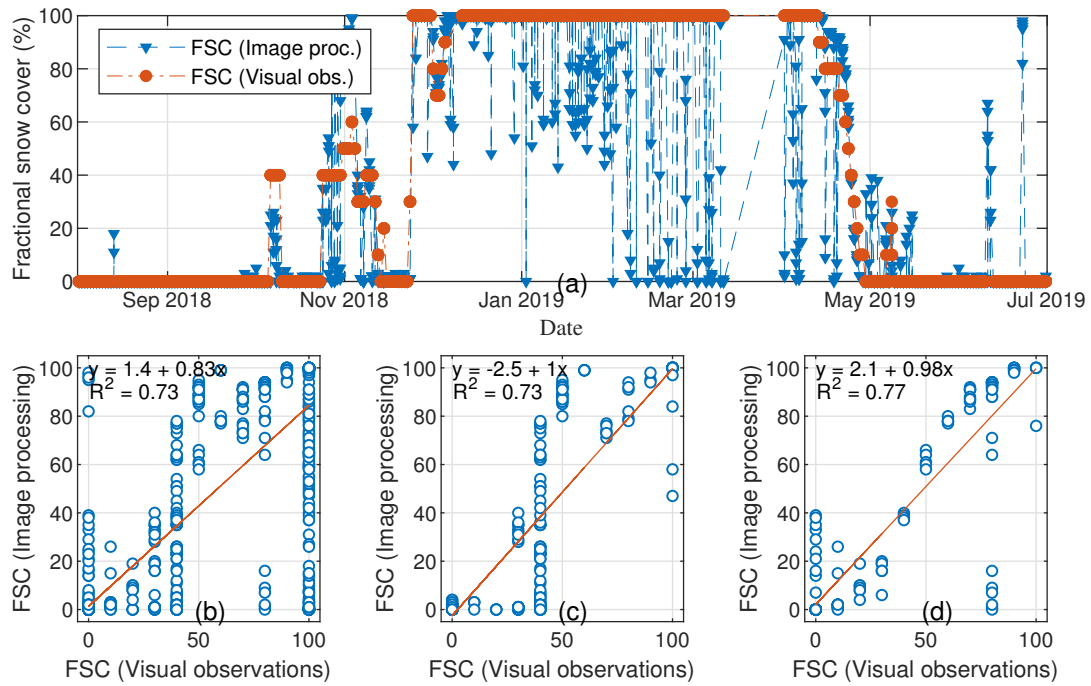 Fractional snow cover (%)
100
80
60
40
20
0
FSC (Image proc.)
FSC (Visual obs.)
(a)
Sep 2018 Nov 2018 Jan 2019 Mar 2019 May 2019 Jul 2019
Date
FSC (Image processing)
100
80
60
40
20
0
y = 1.4 + 0.83x
R² = 0.73
(b)
0 50 100
FSC (Visual observations)
FSC (Image processing)
100
80
60
40
20
0
y = -2.5 + 1x
R² = 0.73
(c)
0 50 100
FSC (Visual observations)
FSC (Image processing)
100
80
60
40
20
0
y = 2.1 + 0.98x
R² = 0.77
(d)
0 50 100
FSC (Visual observations)